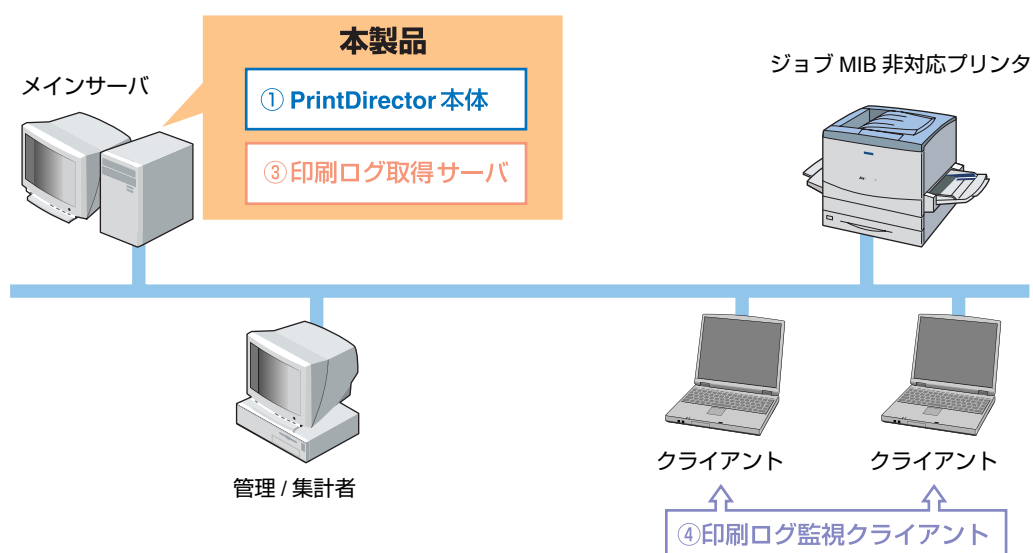 本製品
メインサーバ
① PrintDirector 本体
③印刷ログ取得サーバ
ジョブ MIB 非対応プリンタ
管理 / 集計者
クライアント
クライアント
④印刷ログ監視クライアント